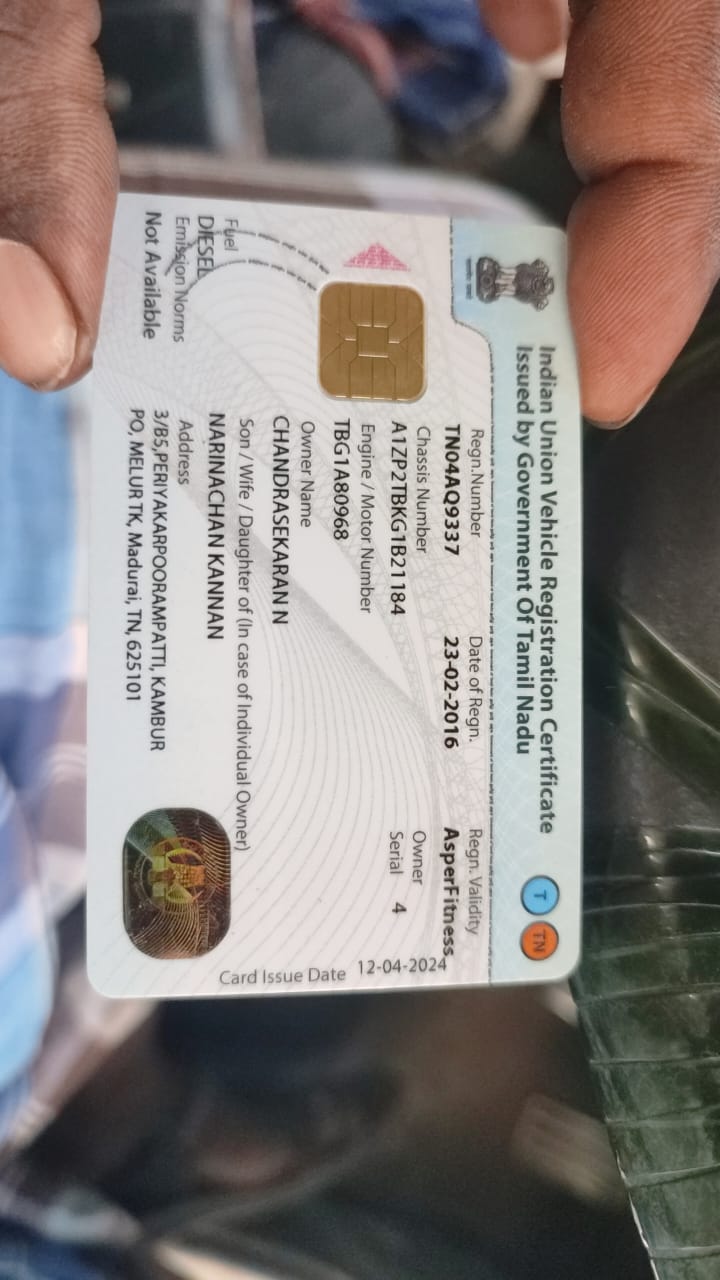 Indian Union Vehicle Registration Certificate
Issued by Government Of Tamil Nadu
T TN
Regn.Number Date of Regn. Regn. Validity
TN04AQ9337 23-02-2016 AsperFitness
Chassis Number Owner
A1ZP2TBKG1B21184 Serial 4
Engine / Motor Number
TBG1A80968
Owner Name
CHANDRASEKARAN N
Son / Wife / Daughter of (In case of Individual Owner)
NARINACHAN KANNAN
Fuel
DIESEL
Emission Norms
Not Available
Address
3/B5,PERIYAKARPOORAMPATTI, KAMBUR
PO, MELUR TK, Madurai, TN, 625101
Card Issue Date 12-04-2024